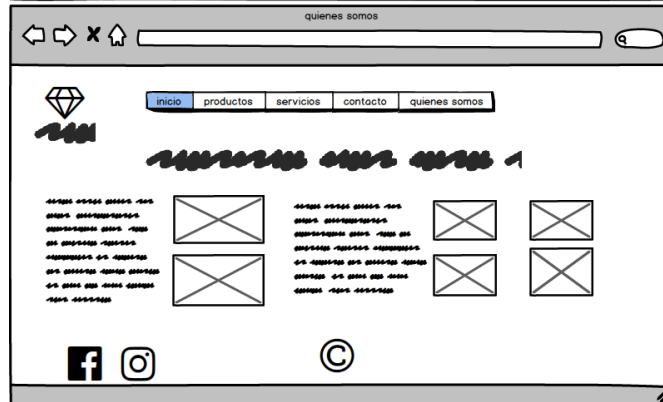 quienes somos
inicio productos servicios contacto quienes somos
©